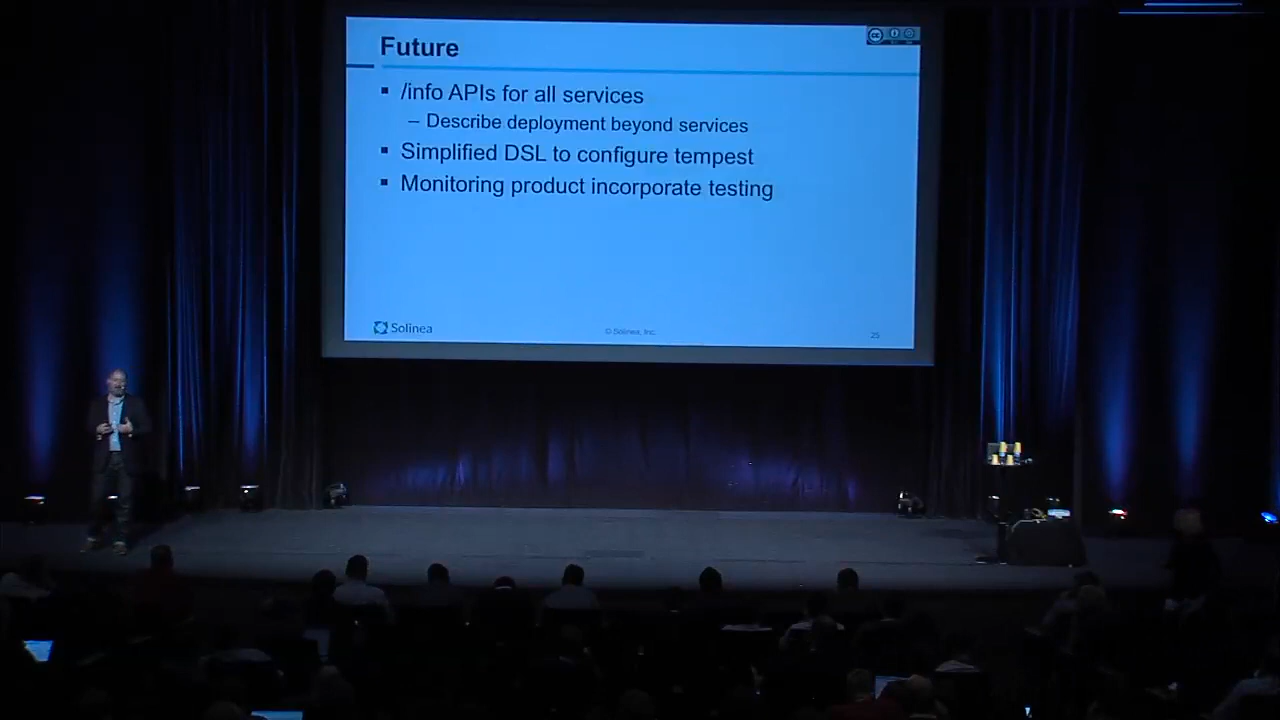 Future
▪ /info APIs for all services
– Describe deployment beyond services
▪ Simplified DSL to configure tempest
▪ Monitoring product incorporate testing
Solinea
© Solinea, Inc.
25